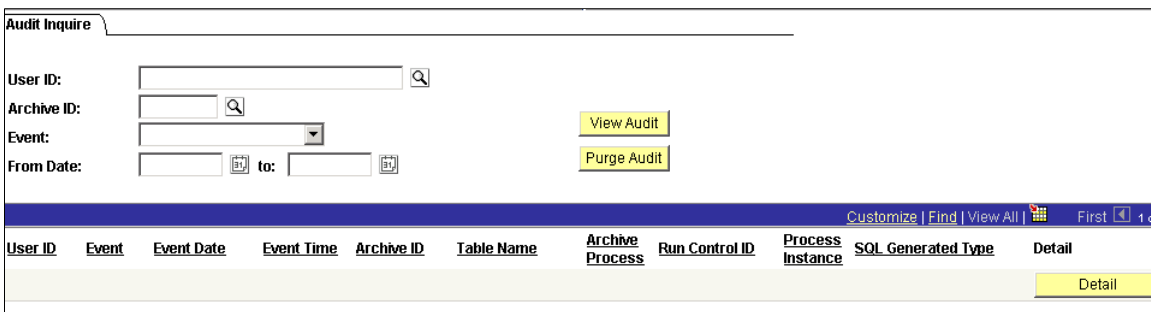 Audit Inquire
User ID:
Archive ID:
Event:
From Date: to:
View Audit
Purge Audit
Customize | Find | View All | First 1
User ID Event Event Date Event Time Archive ID Table Name Archive Process Run Control ID Process Instance SQL Generated Type Detail
Detail